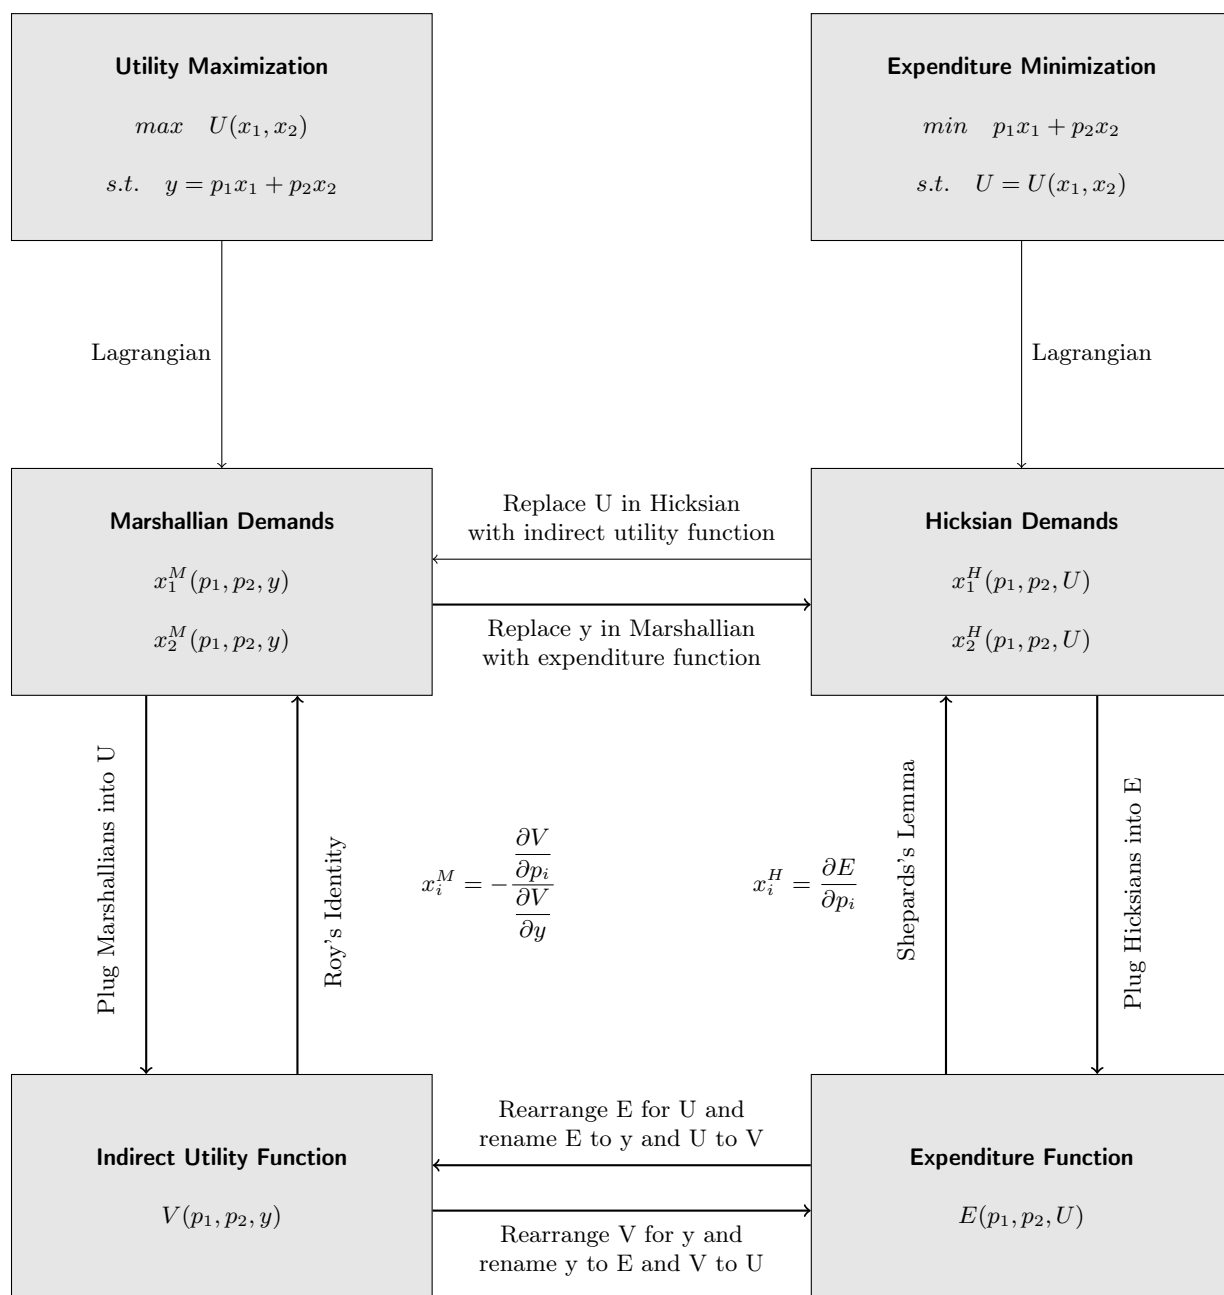 Utility Maximization
max U(x₁, x₂)
s.t. y = p₁x₁ + p₂x₂
Expenditure Minimization
min p₁x₁ + p₂x₂
s.t. U = U(x₁, x₂)
Lagrangian
Lagrangian
Marshallian Demands
x₁ᴹ(p₁, p₂, y)
x₂ᴹ(p₁, p₂, y)
Replace U in Hicksian
with indirect utility function
Replace y in Marshallian
with expenditure function
Hicksian Demands
x₁ᴴ(p₁, p₂, U)
x₂ᴴ(p₁, p₂, U)
Plug Marshallians into U
Roy's Identity
xᵢᴹ = -(∂V/∂pᵢ)/(∂V/∂y)
xᵢᴴ = ∂E/∂pᵢ
Shepards's Lemma
Plug Hicksians into E
Indirect Utility Function
V(p₁, p₂, y)
Rearrange E for U and
rename E to y and U to V
Rearrange V for y and
rename y to E and V to U
Expenditure Function
E(p₁, p₂, U)